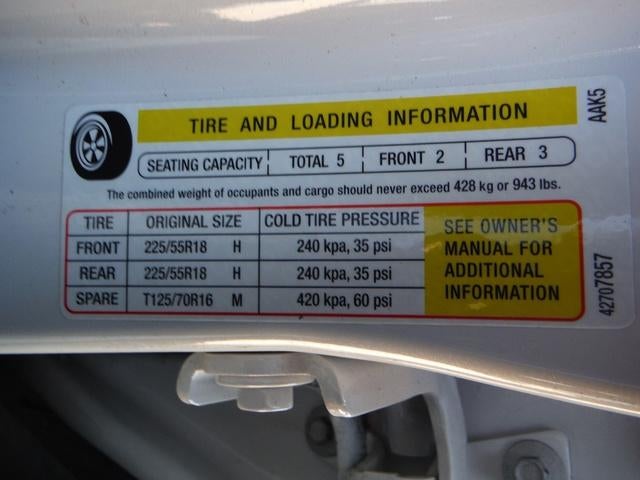 TIRE AND LOADING INFORMATION
SEATING CAPACITY TOTAL 5 FRONT 2 REAR 3
The combined weight of occupants and cargo should never exceed 428 kg or 943 lbs.
TIRE ORIGINAL SIZE COLD TIRE PRESSURE
FRONT 225/55R18 H 240 kpa, 35 psi
REAR 225/55R18 H 240 kpa, 35 psi
SPARE T125/70R16 M 420 kpa, 60 psi
SEE OWNER'S
MANUAL FOR
ADDITIONAL
INFORMATION
AAK5
42707857